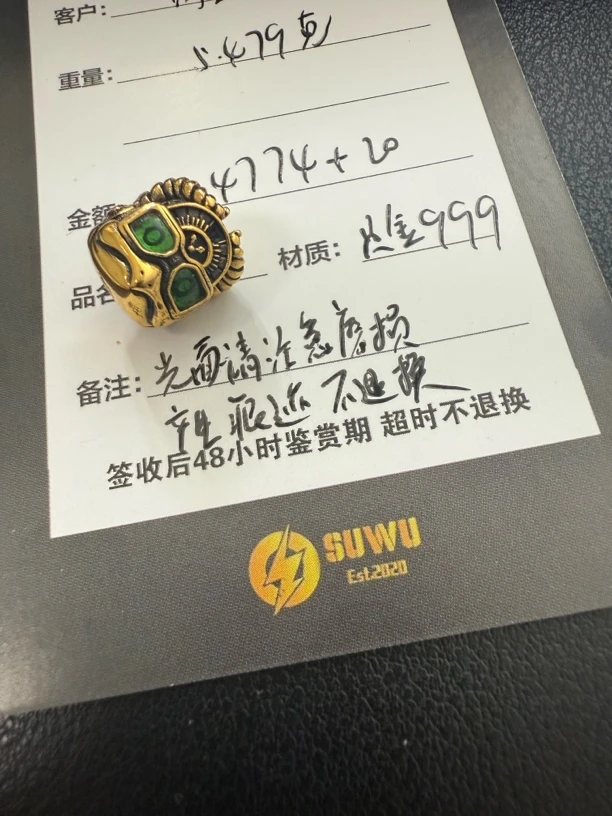 客户:
重量: 5.479克
金额 4774+20
品名 材质: 足金999
备注: 光面请注意磨损
产生痕迹 不退换
签收后48小时鉴赏期 超时不退换
SUWU
Est.2020